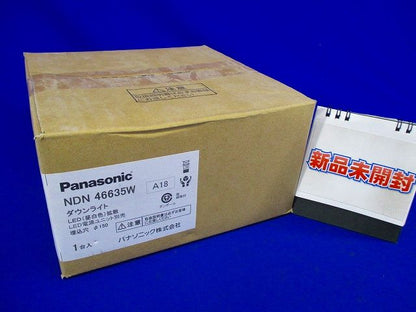 Panasonic
NDN 46635W
A18
ダウンライト
LED(昼白色)拡散
LED電源ユニット別売
埋込穴 φ150
1台入
⚠注意
パナソニック株式会社
⚠注意
新品未開封